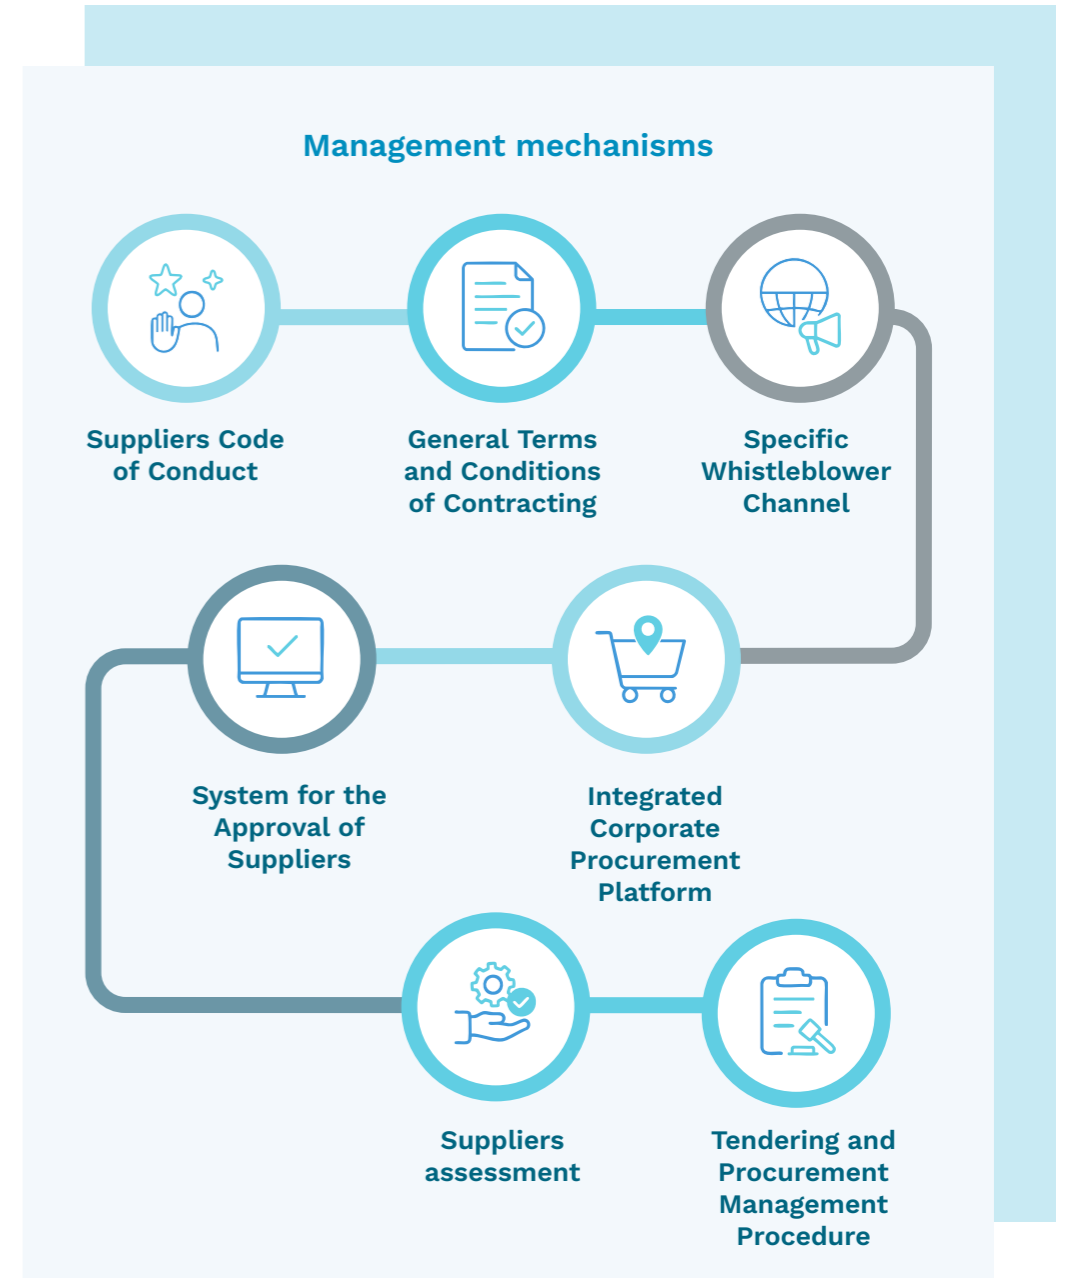 Management mechanisms
Suppliers Code
of Conduct
General Terms
and Conditions
of Contracting
Specific
Whistleblower
Channel
System for the
Approval of
Suppliers
Integrated
Corporate
Procurement
Platform
Suppliers
assessment
Tendering and
Procurement
Management
Procedure